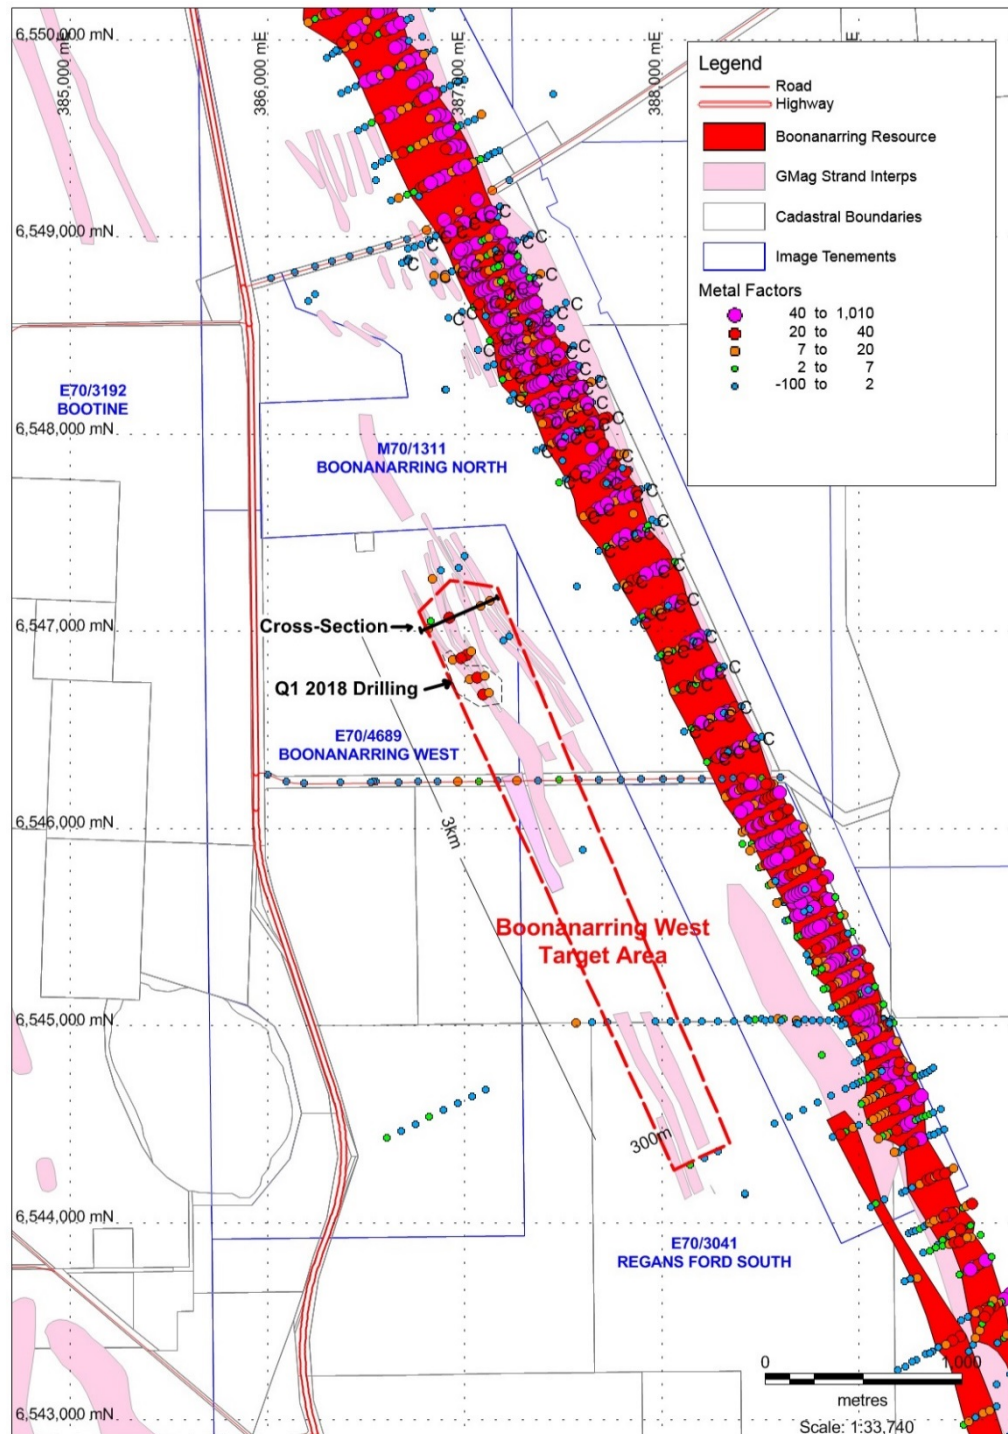 6,550,000 mN
385,000 mE
386,000 mE
387,000 mE
388,000 mE
Legend
Road
Highway
Boonanarring Resource
GMag Strand Interps
Cadastral Boundaries
Image Tenements
Metal Factors
40 to 1,010
20 to 40
7 to 20
2 to 7
-100 to 2
6,549,000 mN
E70/3192
BOOTINE
6,548,000 mN
M70/1311
BOONANARRING NORTH
6,547,000 mN
Cross-Section
Q1 2018 Drilling
E70/4689
BOONANARRING WEST
6,546,000 mN
3km
Boonanarring West
Target Area
6,545,000 mN
300m
6,544,000 mN
E70/3041
REGANS FORD SOUTH
0 1,000
metres
Scale: 1:33,740
6,543,000 mN